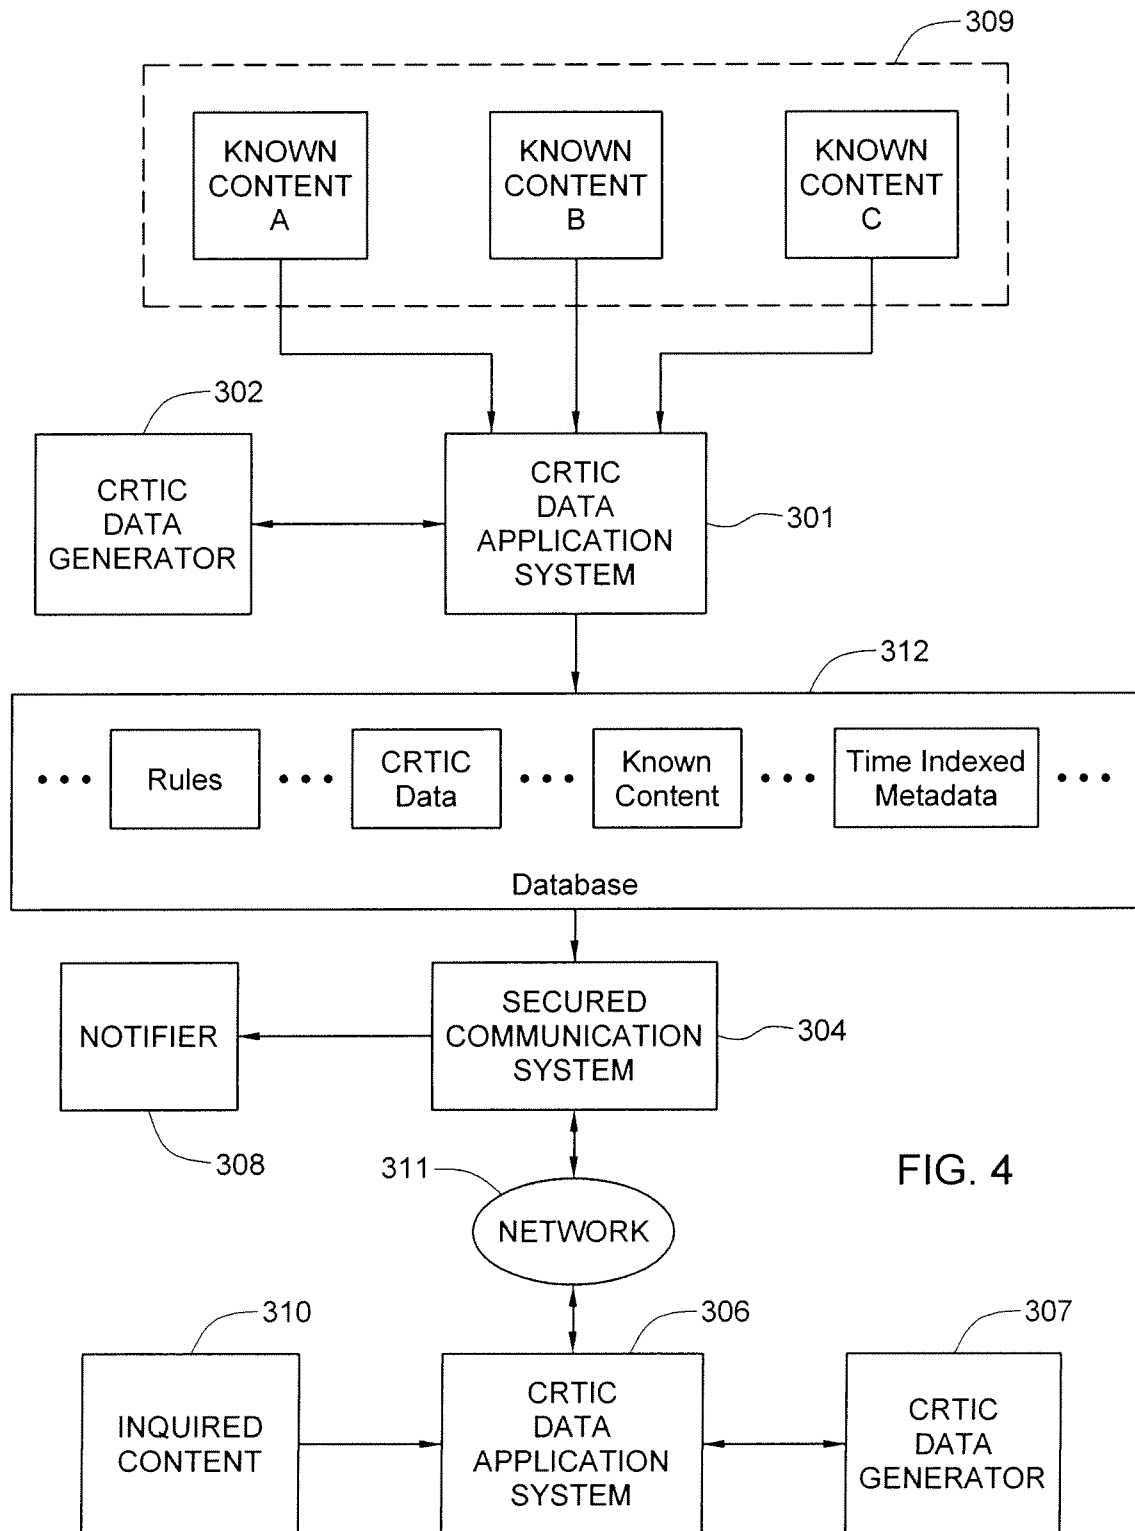 309
KNOWN
CONTENT
A
KNOWN
CONTENT
B
KNOWN
CONTENT
C
302
CRTIC
DATA
GENERATOR
CRTIC
DATA
APPLICATION
SYSTEM
301
312
••• Rules ••• CRTIC
Data ••• Known
Content ••• Time Indexed
Metadata •••
Database
NOTIFIER
308
SECURED
COMMUNICATION
SYSTEM
304
311
NETWORK
FIG. 4
310
INQUIRED
CONTENT
306
CRTIC
DATA
APPLICATION
SYSTEM
307
CRTIC
DATA
GENERATOR